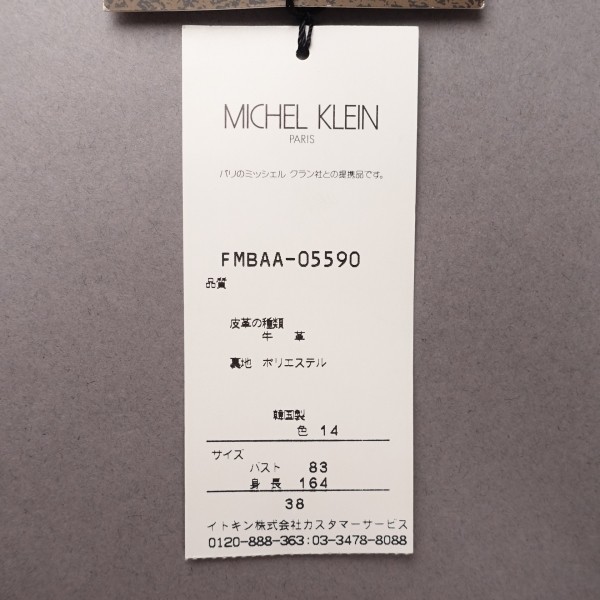 MICHEL KLEIN
PARIS
パリのミッシェル クラン社との提携品です。
FMBAA-05590
品質
皮革の種類
牛 革
裏地 ポリエステル
韓国製
色 14
サイズ
バスト 83
身長 164
38
イトキン株式会社カスタマーサービス
0120-888-363:03-3478-8088